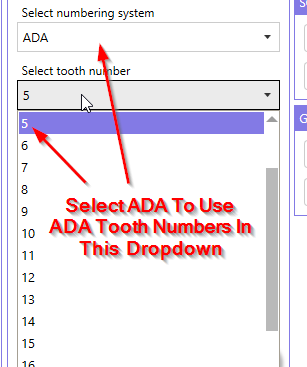 Select numbering system
ADA
Select tooth number
5
5
6
7
8
9
10
11
12
13
14
15
16
Select ADA To Use
ADA Tooth Numbers In
This Dropdown